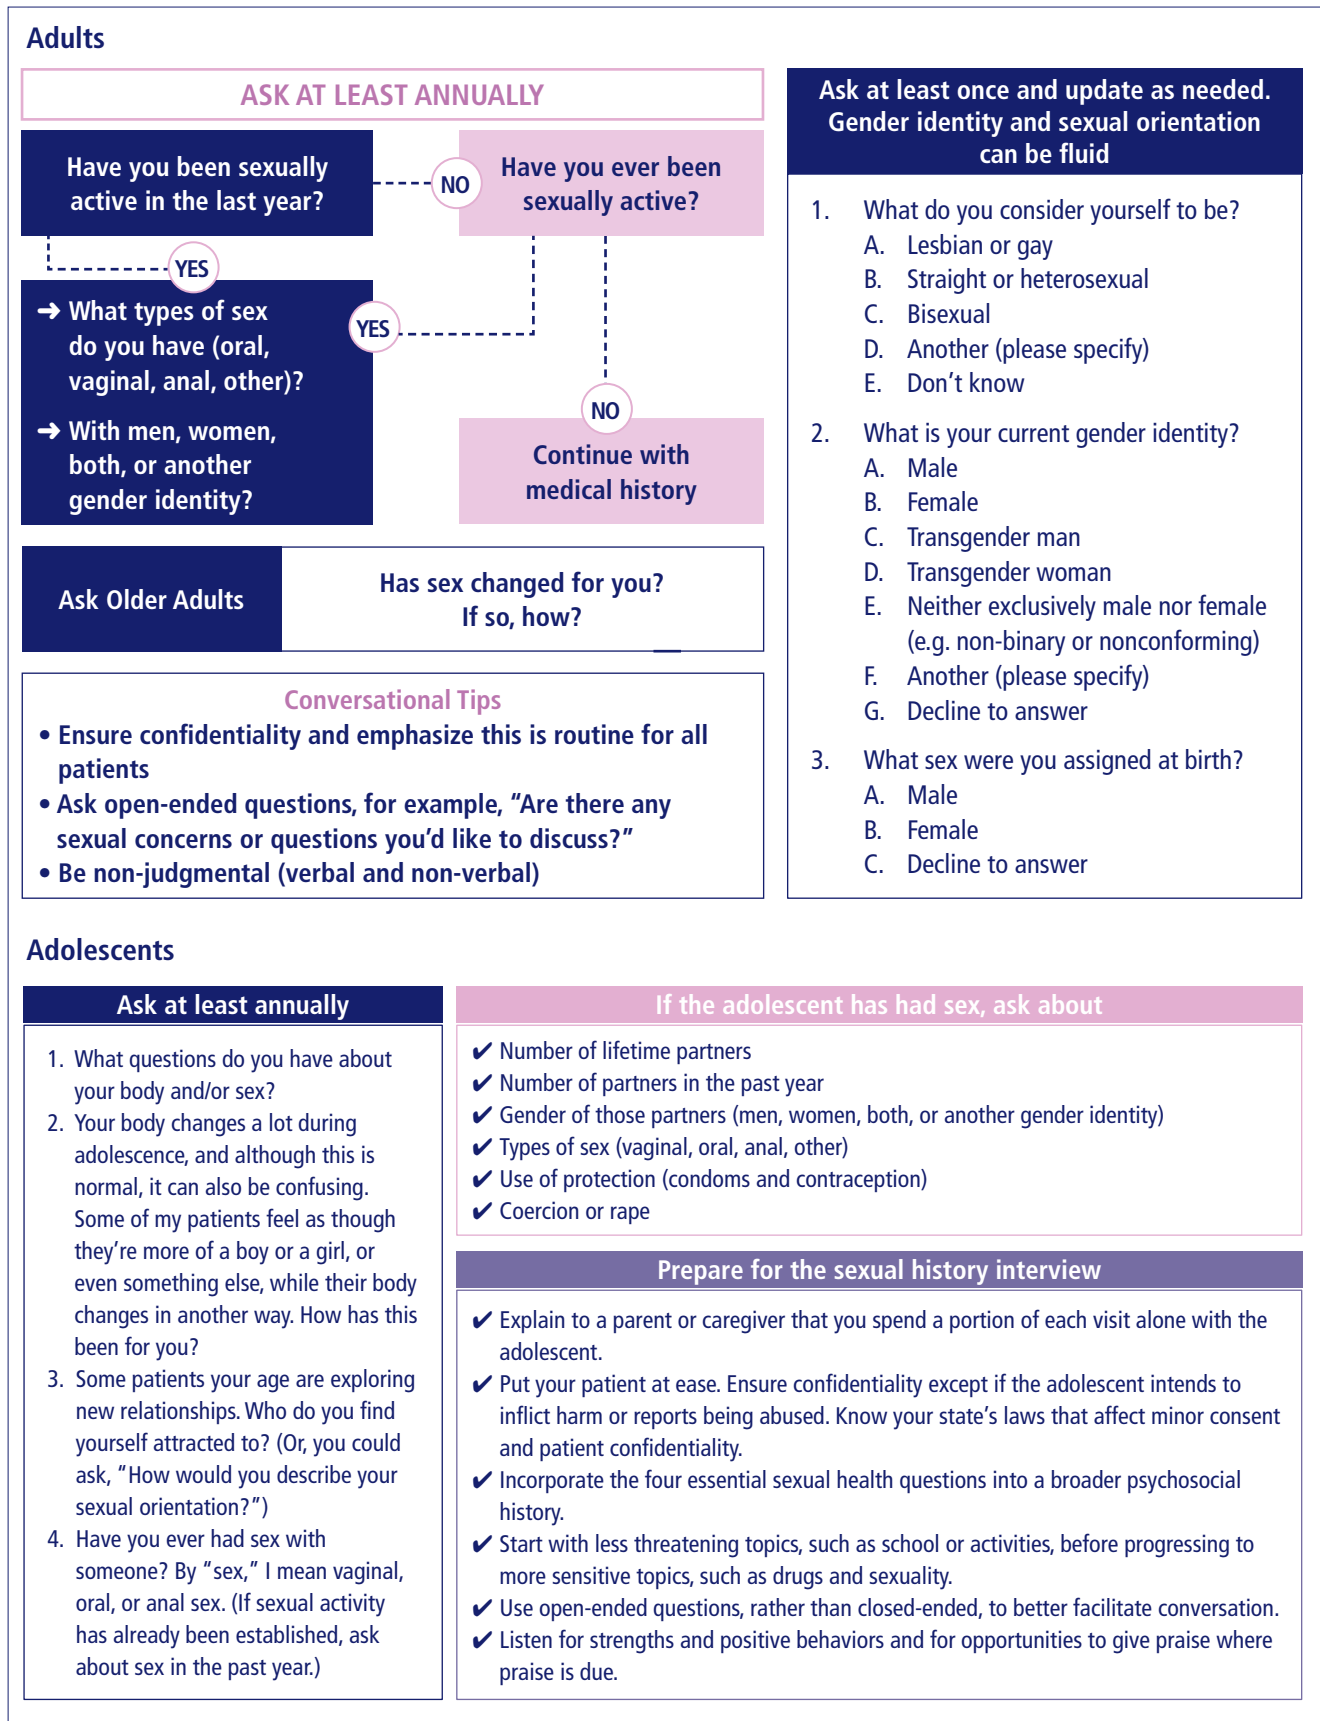 Adults
ASK AT LEAST ANNUALLY
Have you been sexually
active in the last year?
NO
Have you ever been
sexually active?
YES
➜ What types of sex
do you have (oral,
vaginal, anal, other)?
➜ With men, women,
both, or another
gender identity?
YES
NO
Continue with
medical history
Ask Older Adults
Has sex changed for you?
If so, how?
Conversational Tips
• Ensure confidentiality and emphasize this is routine for all
patients
• Ask open-ended questions, for example, “Are there any
sexual concerns or questions you’d like to discuss?”
• Be non-judgmental (verbal and non-verbal)
Ask at least once and update as needed.
Gender identity and sexual orientation
can be fluid
1. What do you consider yourself to be?
A. Lesbian or gay
B. Straight or heterosexual
C. Bisexual
D. Another (please specify)
E. Don’t know
2. What is your current gender identity?
A. Male
B. Female
C. Transgender man
D. Transgender woman
E. Neither exclusively male nor female
(e.g. non-binary or nonconforming)
F. Another (please specify)
G. Decline to answer
3. What sex were you assigned at birth?
A. Male
B. Female
C. Decline to answer
Adolescents
Ask at least annually
1. What questions do you have about
your body and/or sex?
2. Your body changes a lot during
adolescence, and although this is
normal, it can also be confusing.
Some of my patients feel as though
they’re more of a boy or a girl, or
even something else, while their body
changes in another way. How has this
been for you?
3. Some patients your age are exploring
new relationships. Who do you find
yourself attracted to? (Or, you could
ask, “How would you describe your
sexual orientation?”)
4. Have you ever had sex with
someone? By “sex,” I mean vaginal,
oral, or anal sex. (If sexual activity
has already been established, ask
about sex in the past year.)
If the adolescent has had sex, ask about
✔ Number of lifetime partners
✔ Number of partners in the past year
✔ Gender of those partners (men, women, both, or another gender identity)
✔ Types of sex (vaginal, oral, anal, other)
✔ Use of protection (condoms and contraception)
✔ Coercion or rape
Prepare for the sexual history interview
✔ Explain to a parent or caregiver that you spend a portion of each visit alone with the
adolescent.
✔ Put your patient at ease. Ensure confidentiality except if the adolescent intends to
inflict harm or reports being abused. Know your state’s laws that affect minor consent
and patient confidentiality.
✔ Incorporate the four essential sexual health questions into a broader psychosocial
history.
✔ Start with less threatening topics, such as school or activities, before progressing to
more sensitive topics, such as drugs and sexuality.
✔ Use open-ended questions, rather than closed-ended, to better facilitate conversation.
✔ Listen for strengths and positive behaviors and for opportunities to give praise where
praise is due.